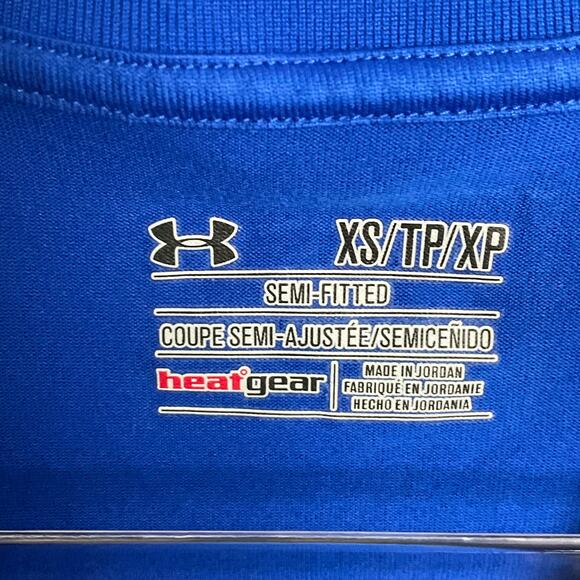 XS/TP/XP
SEMI-FITTED
COUPE SEMI-AJUSTÉE/SEMICEÑIDO
heatgear
MADE IN JORDAN
FABRIQUÉ EN JORDANIE
HECHO EN JORDANIA